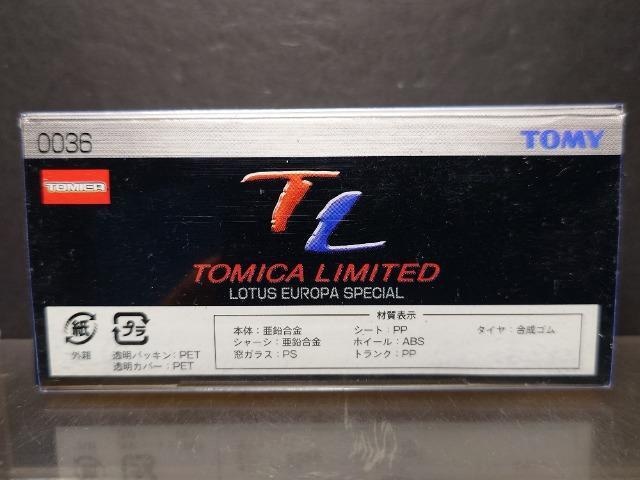 0036
TOMY
TOMICA
TL
TOMICA LIMITED
LOTUS EUROPA SPECIAL
材質表示
紙
プラ
外箱
透明パッキン:PET
透明カバー:PET
本体:亜鉛合金
シャーシ:亜鉛合金
窓ガラス:PS
シート:PP
ホイール:ABS
トランク:PP
タイヤ:合成ゴム